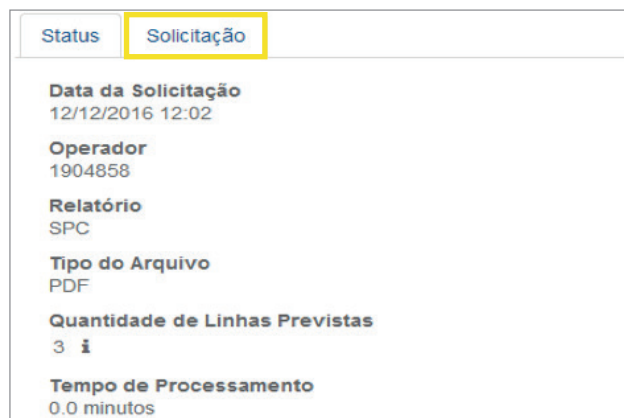 Status Solicitação
Data da Solicitação
12/12/2016 12:02
Operador
1904858
Relatório
SPC
Tipo do Arquivo
PDF
Quantidade de Linhas Previstas
3 i
Tempo de Processamento
0.0 minutos